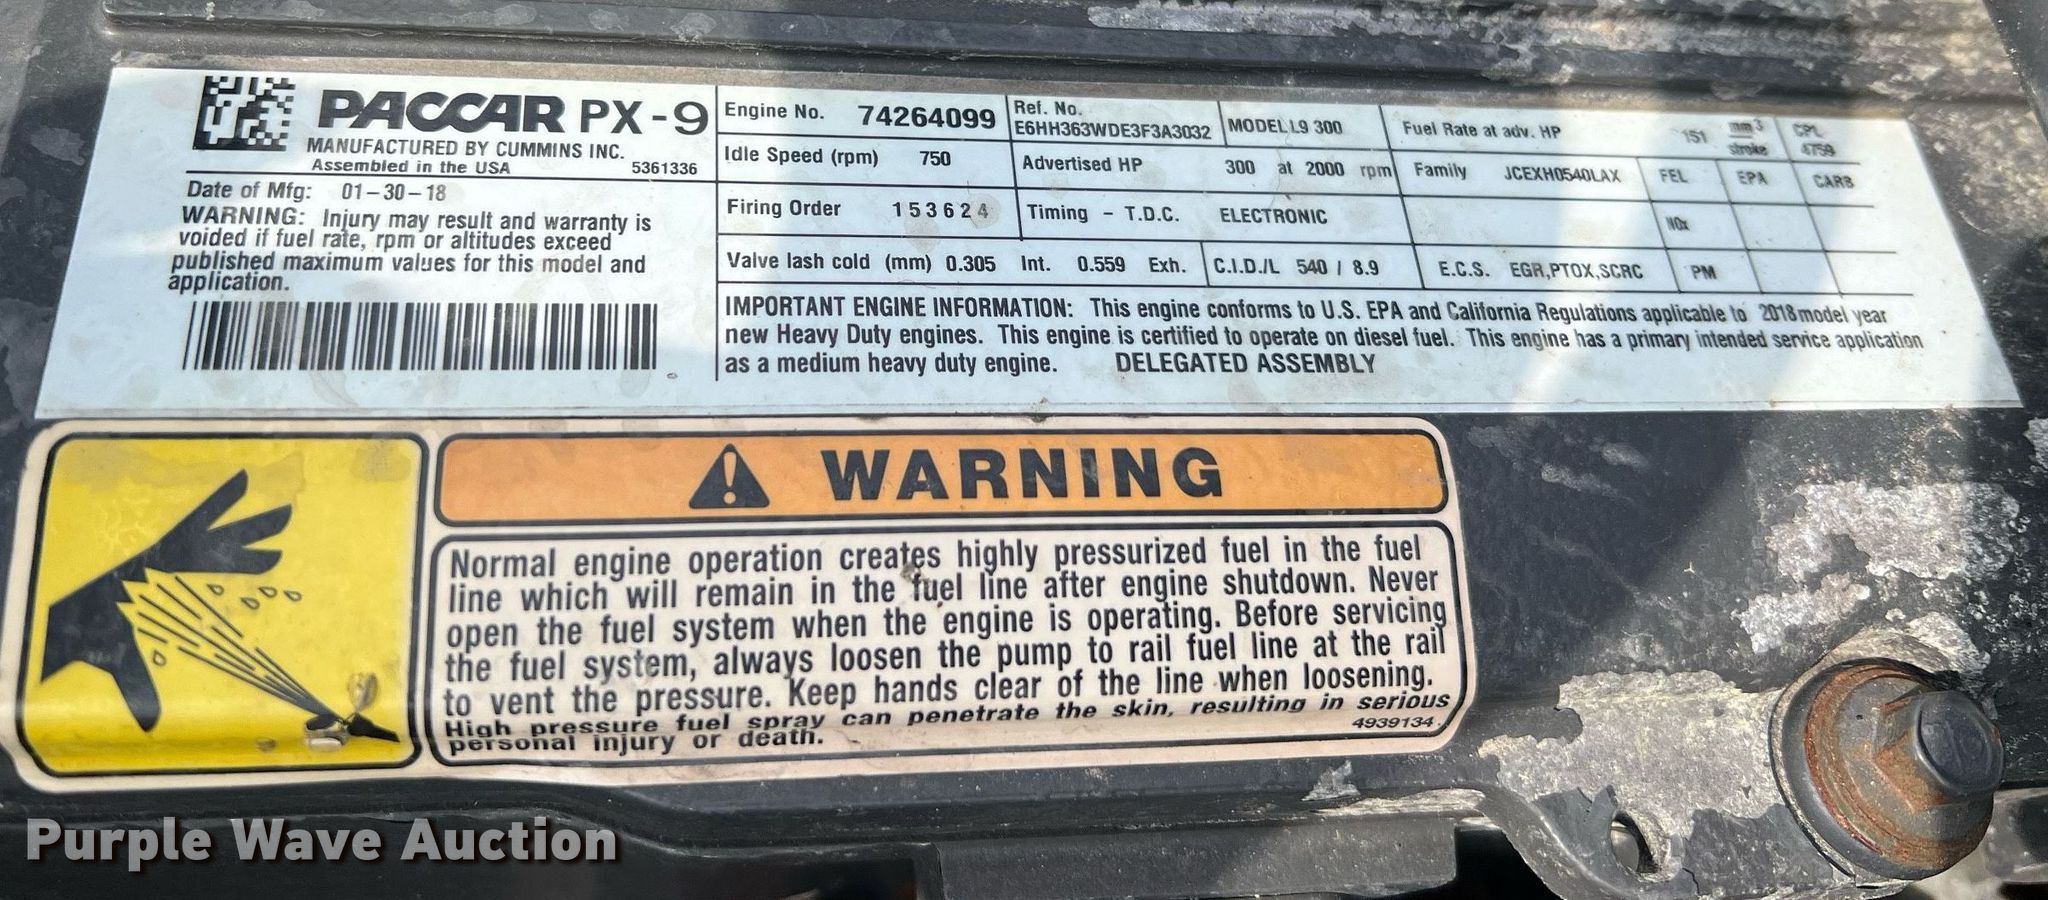 PACCAR PX-9
MANUFACTURED BY CUMMINS INC.
Assembled in the USA 5361336
Date of Mfg: 01-30-18
WARNING: Injury may result and warranty is
voided if fuel rate, rpm or altitudes exceed
published maximum values for this model and
application.
Engine No. 74264099
Ref. No.
E6HH363WDE3F3A3032
MODEL L9 300
Fuel Rate at adv. HP 151 mm3
stroke
CPL
4759
Idle Speed (rpm) 750
Advertised HP 300 at 2000 rpm
Family JCEXH0540LAX FEL EPA CARB
Firing Order 1 5 3 6 2 4
Timing - T.D.C. ELECTRONIC
NOx
Valve lash cold (mm) 0.305 Int. 0.559 Exh.
C.I.D./L 540 / 8.9
E.C.S. EGR,PTOX,SCRC PM
IMPORTANT ENGINE INFORMATION: This engine conforms to U.S. EPA and California Regulations applicable to 2018 model year
new Heavy Duty engines. This engine is certified to operate on diesel fuel. This engine has a primary intended service application
as a medium heavy duty engine. DELEGATED ASSEMBLY
WARNING
Normal engine operation creates highly pressurized fuel in the fuel
line which will remain in the fuel line after engine shutdown. Never
open the fuel system when the engine is operating. Before servicing
the fuel system, always loosen the pump to rail fuel line at the rail
to vent the pressure. Keep hands clear of the line when loosening.
High pressure fuel spray can penetrate the skin, resulting in serious
personal injury or death.
4939134
Purple Wave Auction